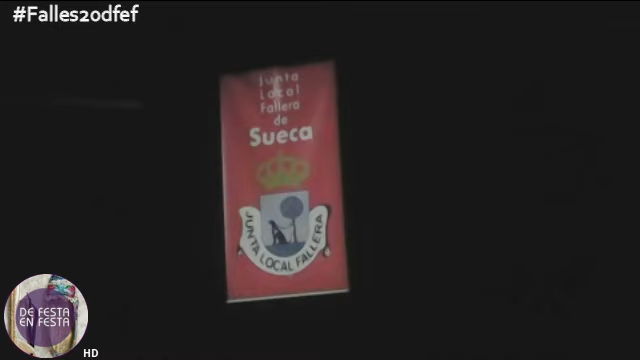 #Falles20dfef
Junta
Local
Fallera
de
Sueca
JUNTA LOCAL FALLERA
DE FESTA
EN FESTA
HD